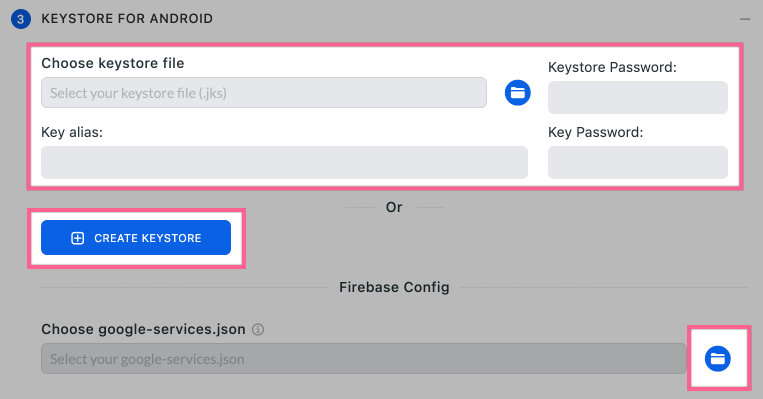 3 KEYSTORE FOR ANDROID
Choose keystore file
Select your keystore file (.jks)
Keystore Password:
Key alias:
Key Password:
Or
CREATE KEYSTORE
Firebase Config
Choose google-services.json
Select your google-services.json